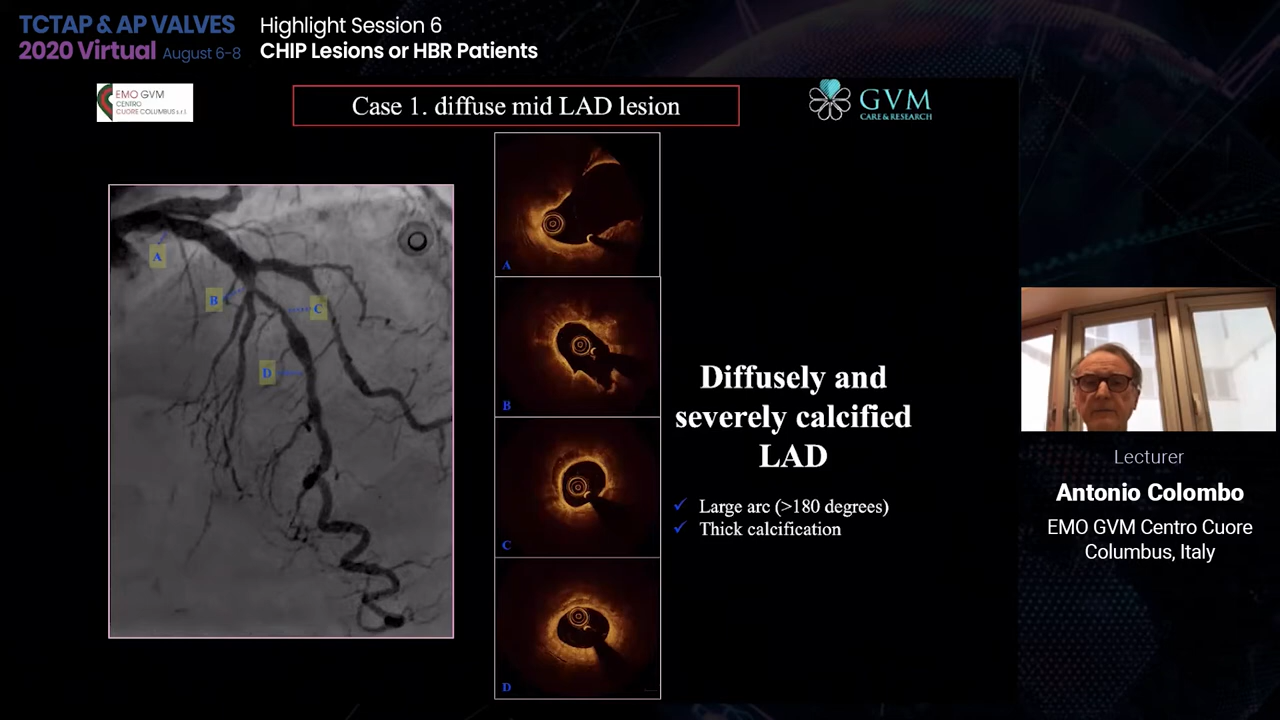 TCTAP & AP VALVES
2020 Virtual August 6-8
Highlight Session 6
CHIP Lesions or HBR Patients
EMO GVM
CENTRO
CUORE COLUMBUS s.r.l.
Case 1. diffuse mid LAD lesion
GVM
CARE & RESEARCH
A
B
C
D
A
B
C
D
Diffusely and
severely calcified
LAD
✓ Large arc (>180 degrees)
✓ Thick calcification
Lecturer
Antonio Colombo
EMO GVM Centro Cuore
Columbus, Italy